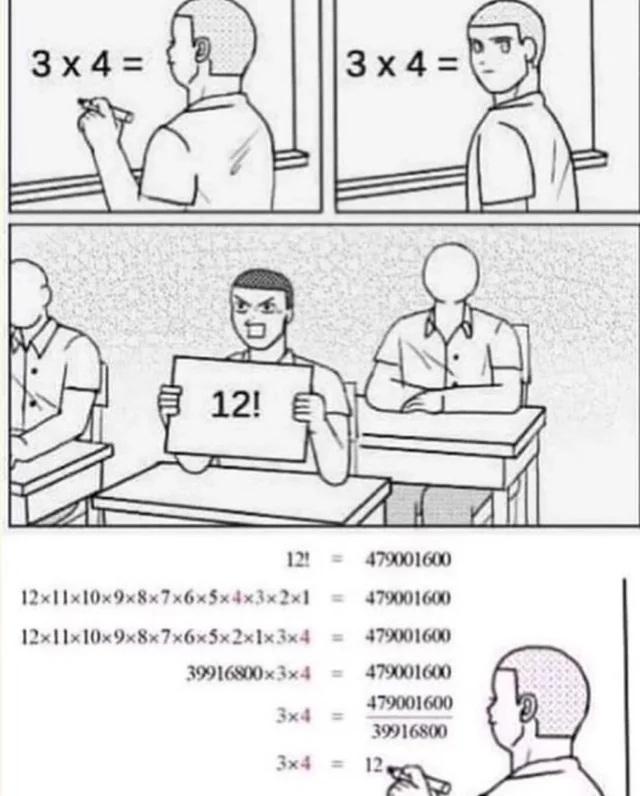 3 x 4 =
3 x 4 =
12!
12! = 479001600
12×11×10×9×8×7×6×5×4×3×2×1 = 479001600
12×11×10×9×8×7×6×5×2×1×3×4 = 479001600
39916800×3×4 = 479001600
3×4 = 479001600
39916800
3×4 = 12